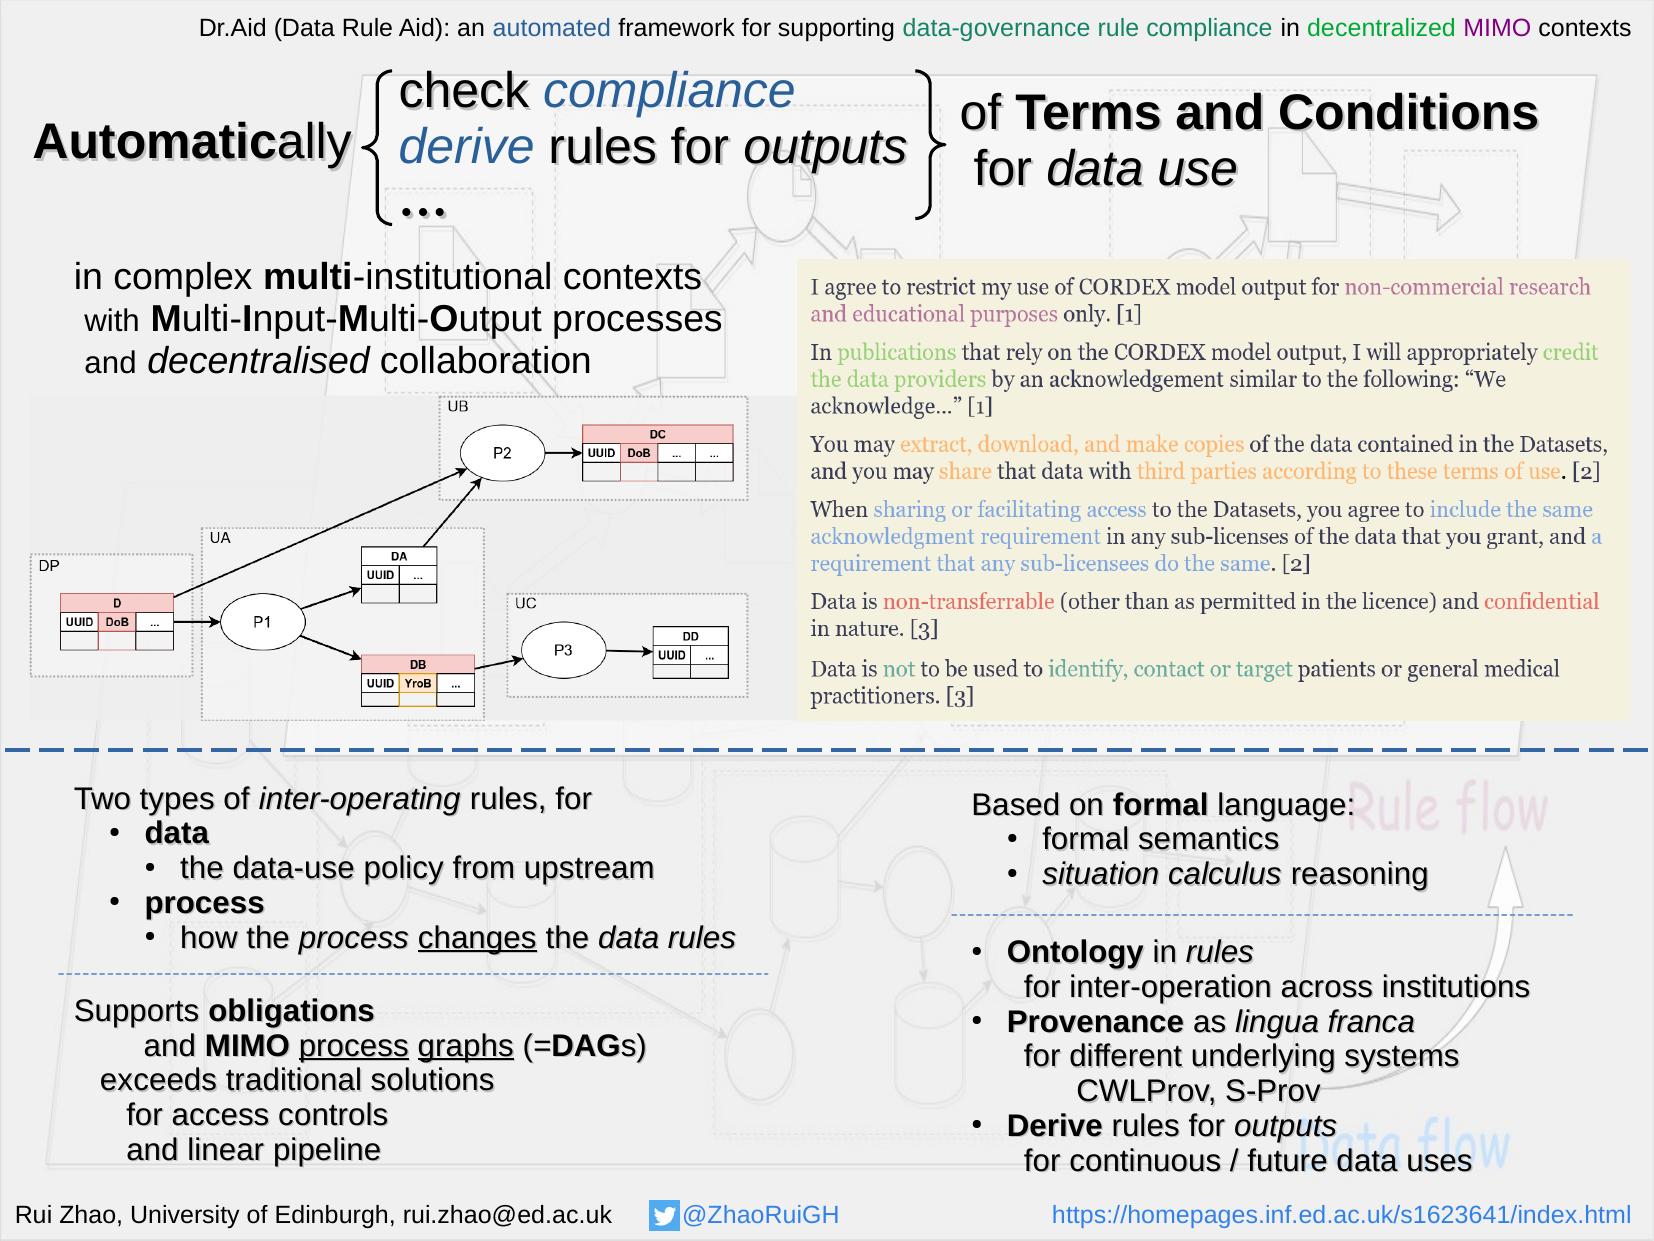 Dr.Aid (Data Rule Aid): an automated framework for supporting data-governance rule compliance in decentralized MIMO contexts
Automatically
check compliance
derive rules for outputs
...
of Terms and Conditions
for data use
in complex multi-institutional contexts
with Multi-Input-Multi-Output processes
and decentralised collaboration
UB
P2
DC
UUID DoB ... ...
UA
DA
UUID ...
DP
D
UUID DoB ...
P1
DB
UUID YroB ...
UC
P3
DD
UUID ...
I agree to restrict my use of CORDEX model output for non-commercial research
and educational purposes only. [1]
In publications that rely on the CORDEX model output, I will appropriately credit
the data providers by an acknowledgement similar to the following: “We
acknowledge...” [1]
You may extract, download, and make copies of the data contained in the Datasets,
and you may share that data with third parties according to these terms of use. [2]
When sharing or facilitating access to the Datasets, you agree to include the same
acknowledgment requirement in any sub-licenses of the data that you grant, and a
requirement that any sub-licensees do the same. [2]
Data is non-transferrable (other than as permitted in the licence) and confidential
in nature. [3]
Data is not to be used to identify, contact or target patients or general medical
practitioners. [3]
Two types of inter-operating rules, for
• data
• the data-use policy from upstream
• process
• how the process changes the data rules
Supports obligations
and MIMO process graphs (=DAGs)
exceeds traditional solutions
for access controls
and linear pipeline
Based on formal language:
• formal semantics
• situation calculus reasoning
Rule flow
• Ontology in rules
for inter-operation across institutions
• Provenance as lingua franca
for different underlying systems
CWLProv, S-Prov
• Derive rules for outputs
for continuous / future data uses
Data flow
Rui Zhao, University of Edinburgh, rui.zhao@ed.ac.uk
@ZhaoRuiGH
https://homepages.inf.ed.ac.uk/s1623641/index.html